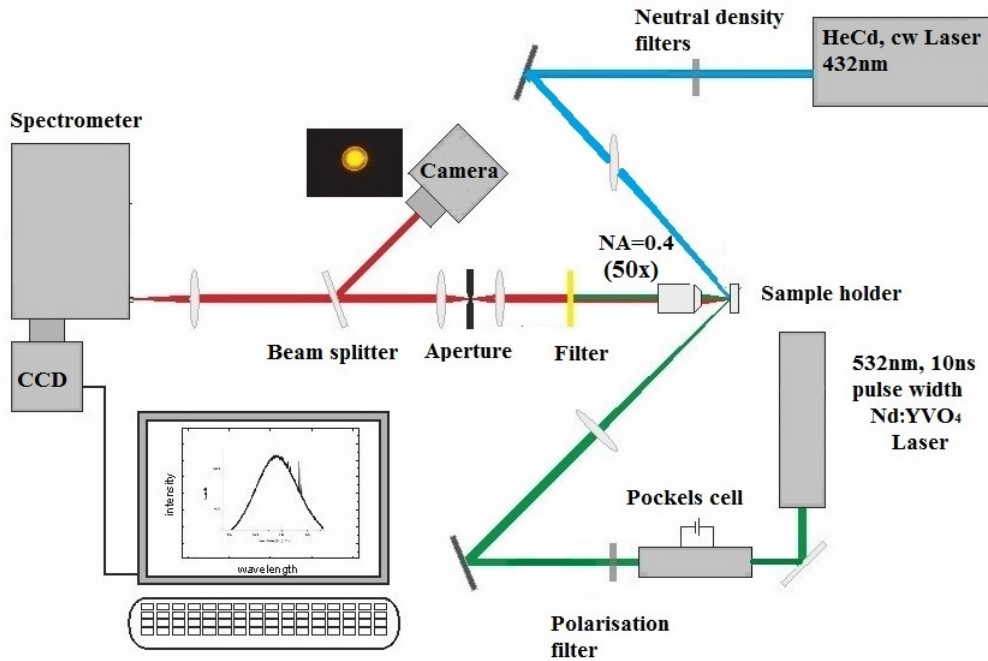 Neutral density
filters
HeCd, cw Laser
432nm
Spectrometer
Camera
NA=0.4
(50x)
Sample holder
Beam splitter
Aperture
Filter
CCD
532nm, 10ns
pulse width
Nd:YVO₄
Laser
Pockels cell
intensity
wavelength
Polarisation
filter